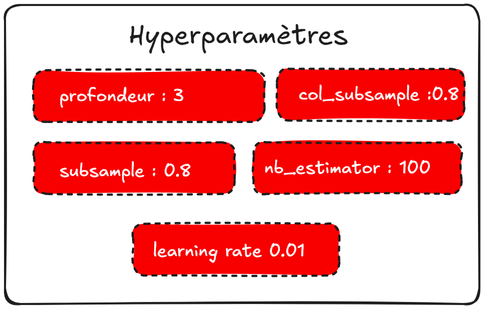 Hyperparamètres
profondeur : 3
col_subsample :0.8
subsample : 0.8
nb_estimator : 100
learning rate 0.01